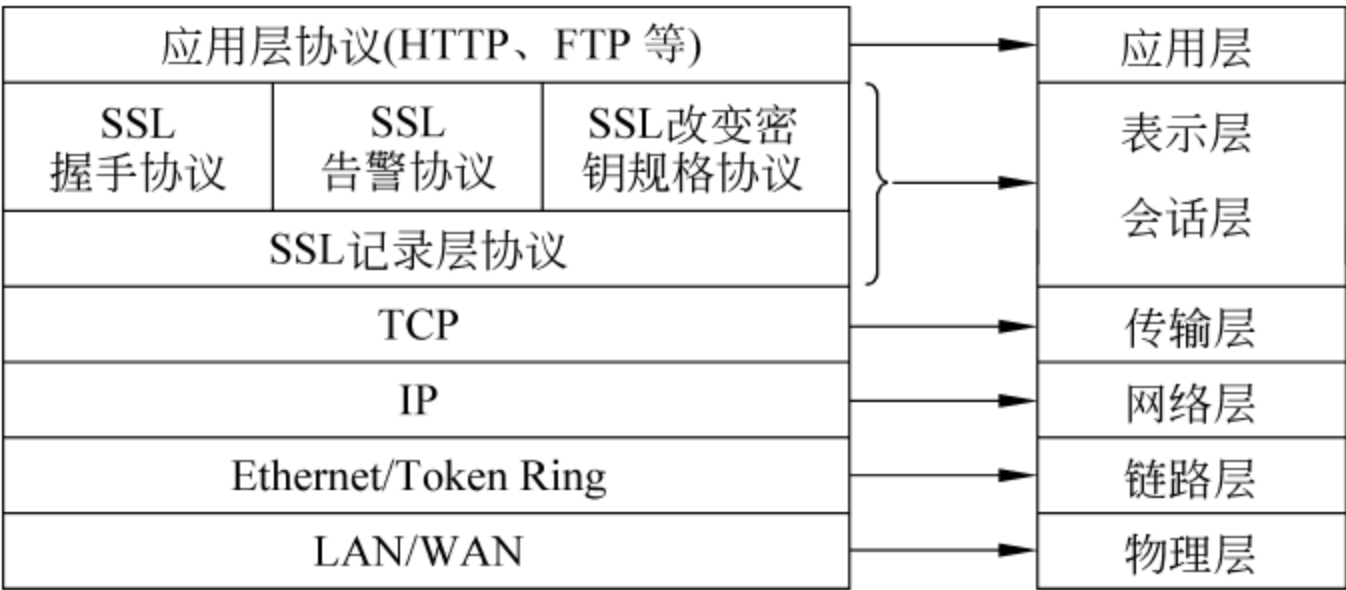 应用层协议(HTTP、FTP 等)
应用层
SSL
握手协议
SSL
告警协议
SSL改变密
钥规格协议
表示层
会话层
SSL记录层协议
TCP
传输层
IP
网络层
Ethernet/Token Ring
链路层
LAN/WAN
物理层